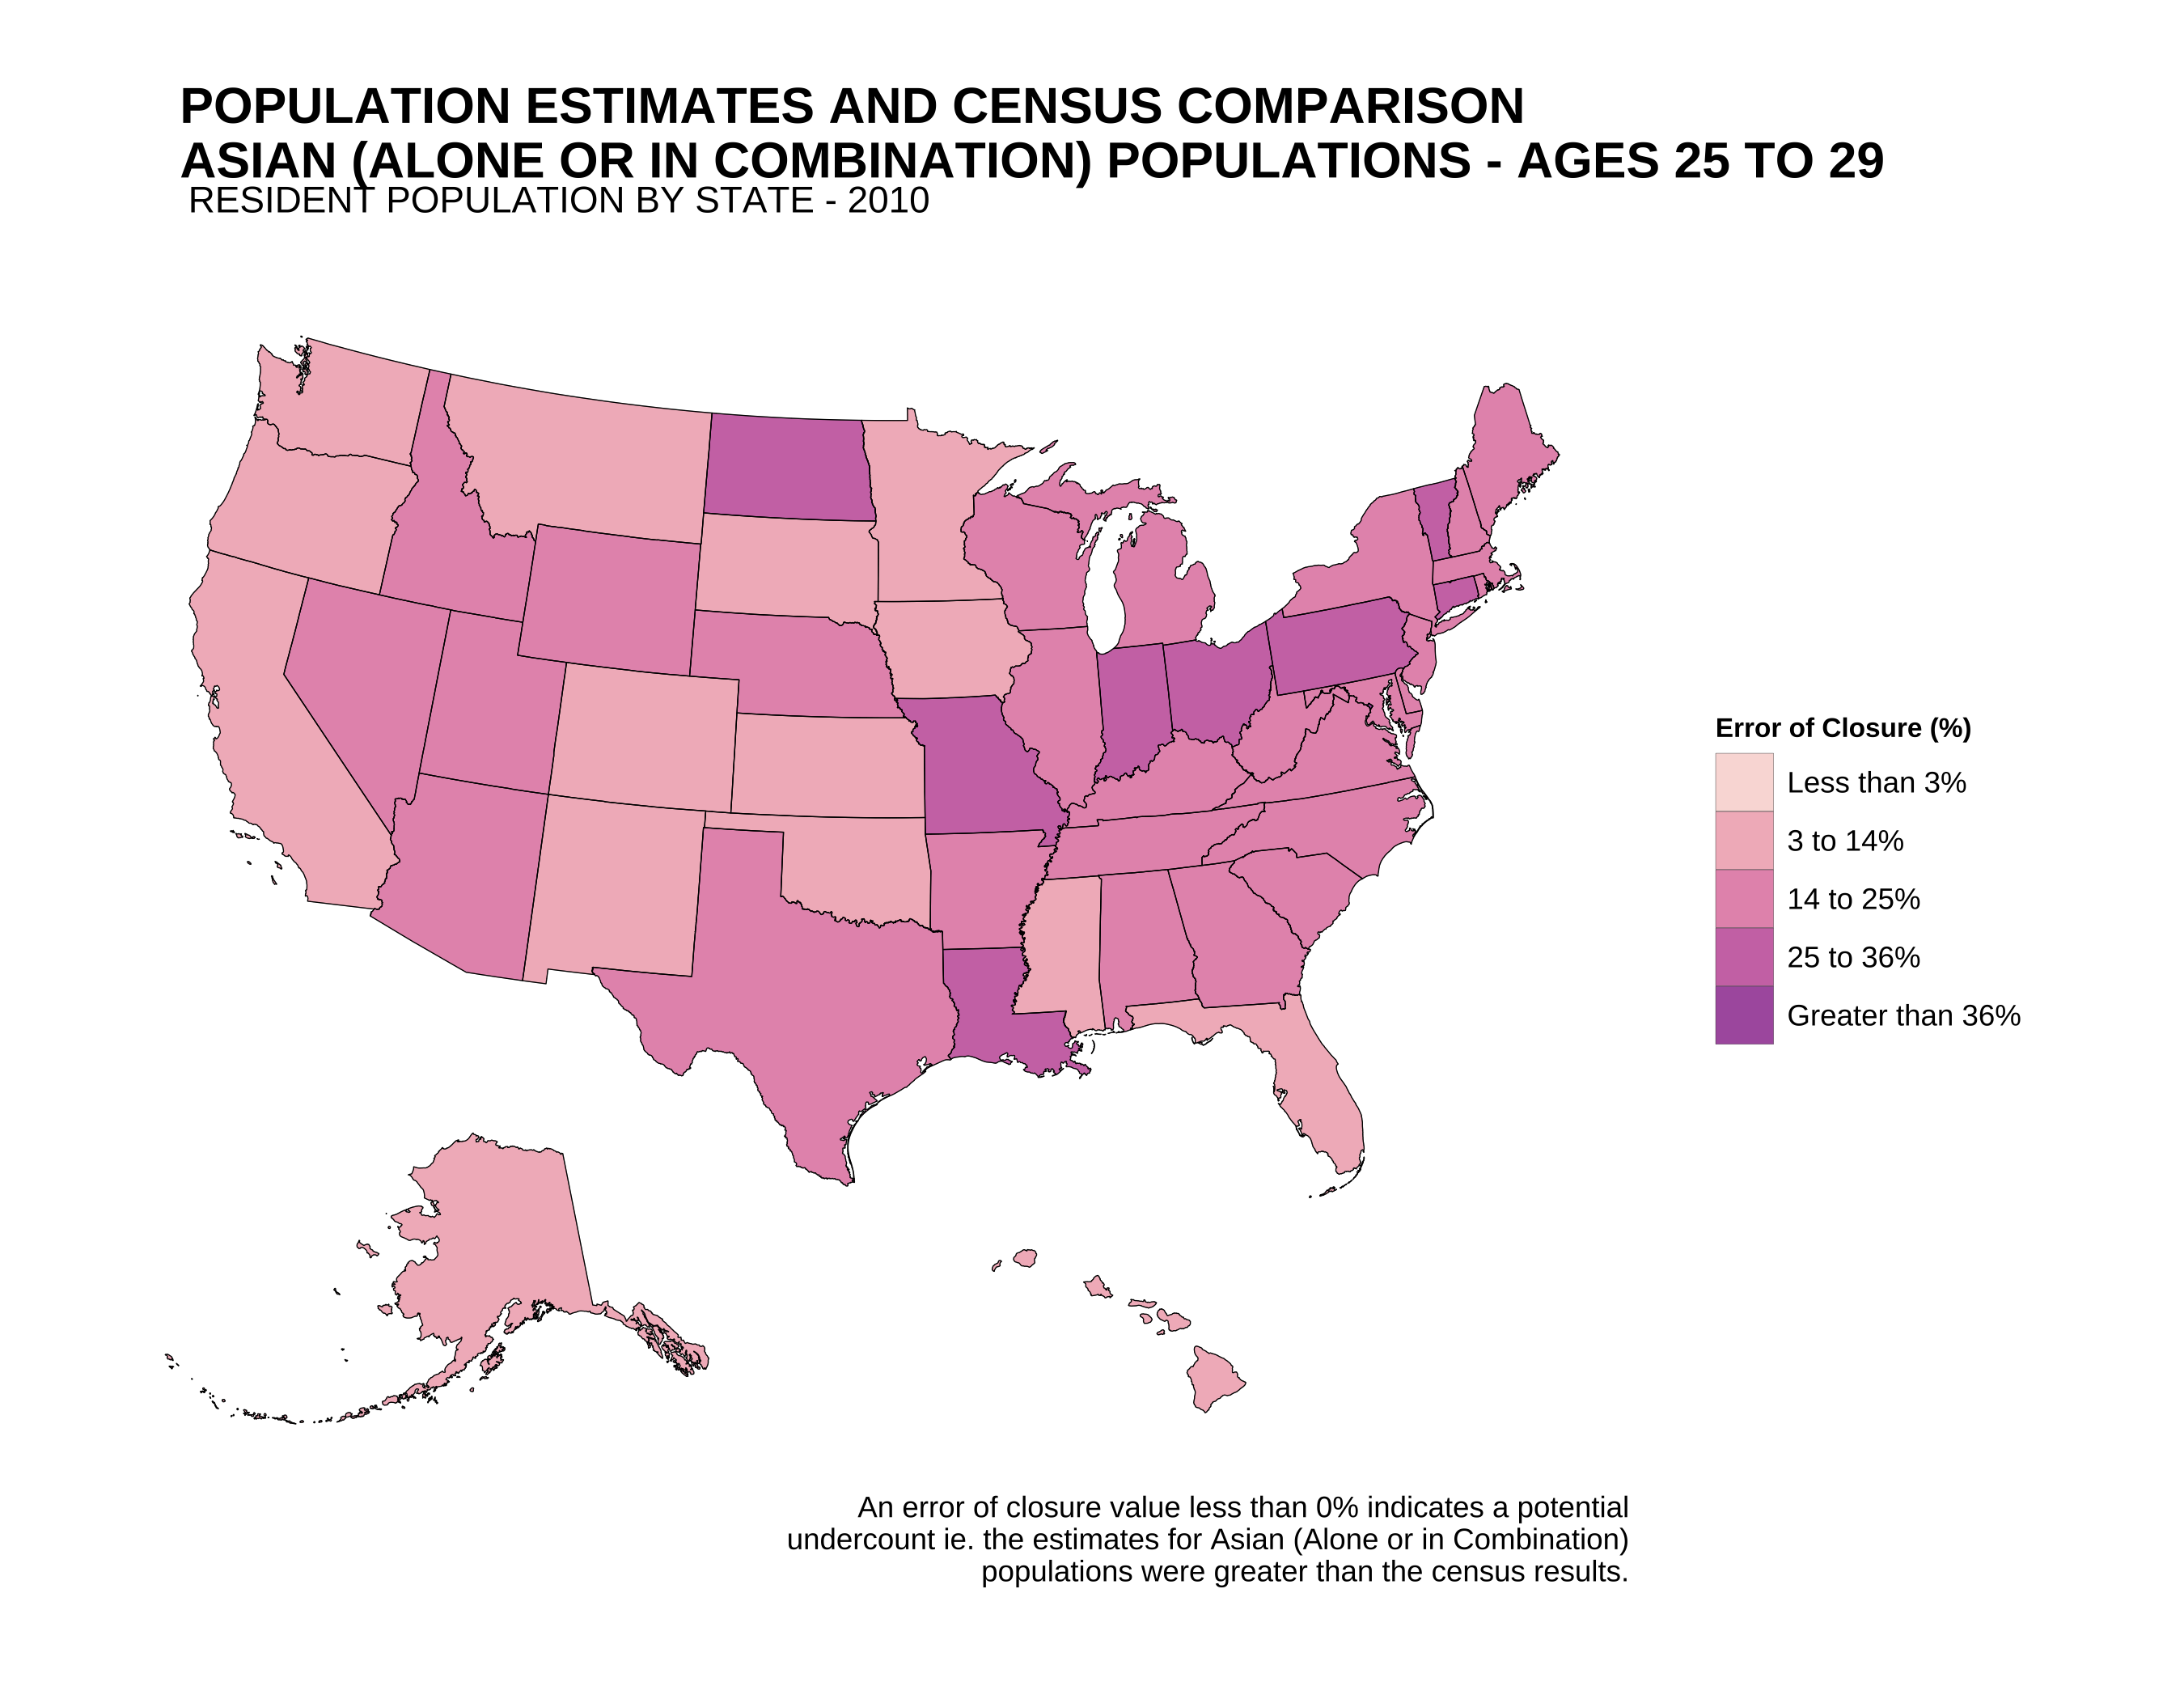 POPULATION ESTIMATES AND CENSUS COMPARISON
ASIAN (ALONE OR IN COMBINATION) POPULATIONS - AGES 25 TO 29
RESIDENT POPULATION BY STATE - 2010
Error of Closure (%)
Less than 3%
3 to 14%
14 to 25%
25 to 36%
Greater than 36%
An error of closure value less than 0% indicates a potential
undercount ie. the estimates for Asian (Alone or in Combination)
populations were greater than the census results.